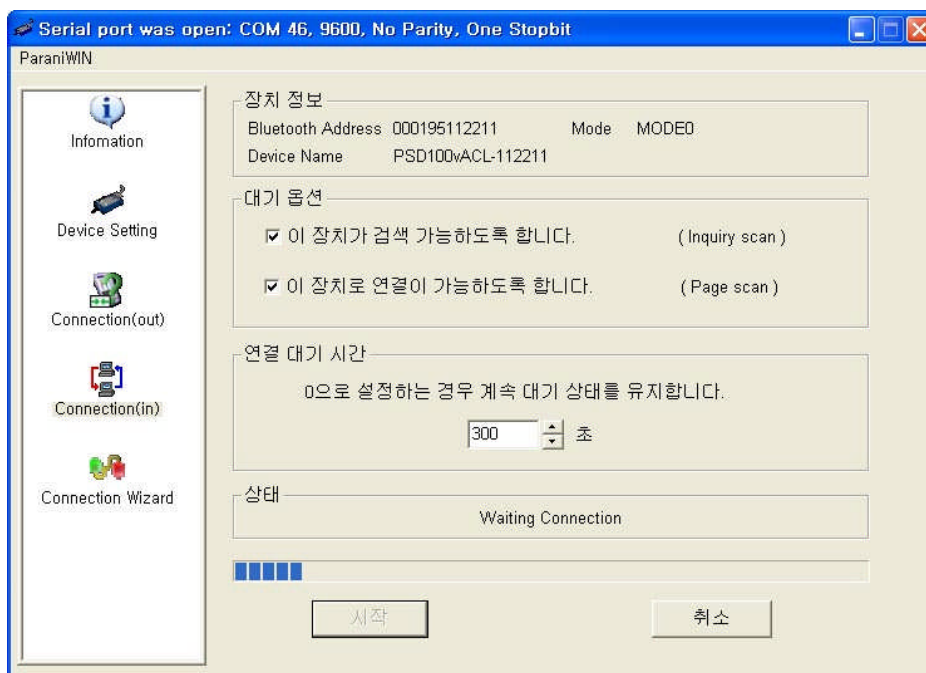 Serial port was open: COM 46, 9600, No Parity, One Stopbit
ParaniWIN
Infomation
Device Setting
Connection(out)
Connection(in)
Connection Wizard
장치 정보
Bluetooth Address 000195112211 Mode MODE0
Device Name PSD100vACL-112211
대기 옵션
이 장치가 검색 가능하도록 합니다. ( Inquiry scan )
이 장치로 연결이 가능하도록 합니다. ( Page scan )
연결 대기 시간
0으로 설정하는 경우 계속 대기 상태를 유지합니다.
300 초
상태
Waiting Connection
시작 취소